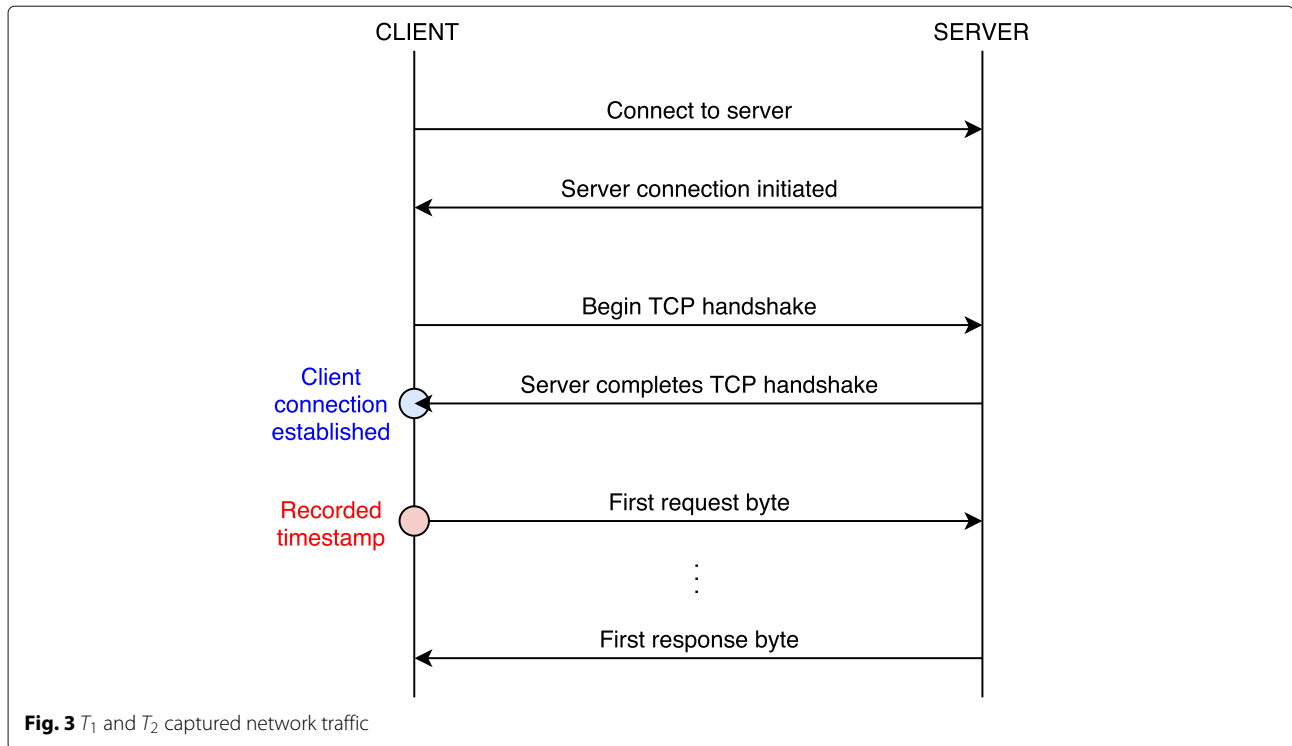 CLIENT
SERVER
Connect to server
Server connection initiated
Begin TCP handshake
Client
connection
established
Server completes TCP handshake
Recorded
timestamp
First request byte
First response byte
Fig. 3 T1 and T2 captured network traffic